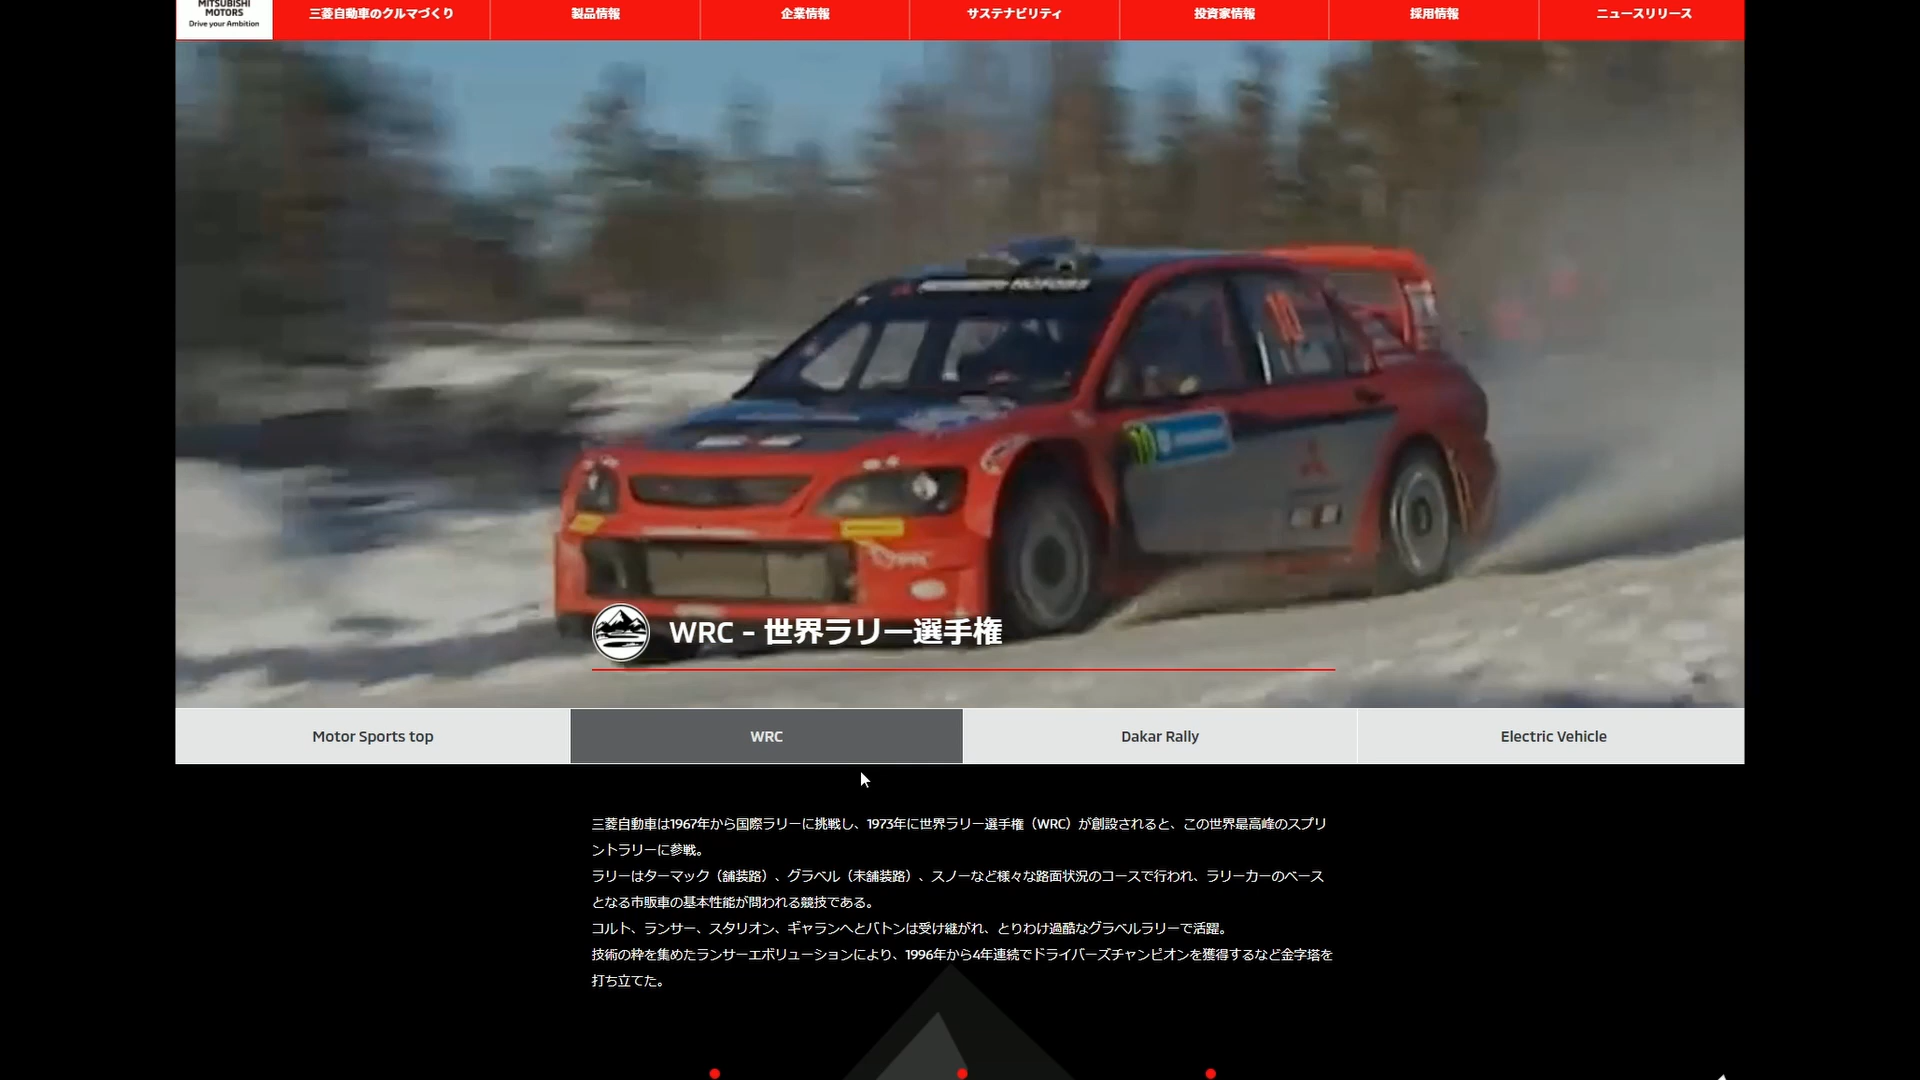 MITSUBISHI
MOTORS
Drive your Ambition
三菱自動車のクルマづくり
製品情報
企業情報
サステナビリティ
投資家情報
採用情報
ニュースリリース
10
WRC – 世界ラリー選手権
Motor Sports top
WRC
Dakar Rally
Electric Vehicle
三菱自動車は1967年から国際ラリーに挑戦し、1973年に世界ラリー選手権（WRC）が創設されると、この世界最高峰のスプリ
ントラリーに参戦。
ラリーはターマック（舗装路）、グラベル（未舗装路）、スノーなど様々な路面状況のコースで行われ、ラリーカーのベース
となる市販車の基本性能が問われる競技である。
コルト、ランサー、スタリオン、ギャランへとバトンは受け継がれ、とりわけ過酷なグラベルラリーで活躍。
技術の粋を集めたランサーエボリューションにより、1996年から4年連続でドライバーズチャンピオンを獲得するなど金字塔を
打ち立てた。